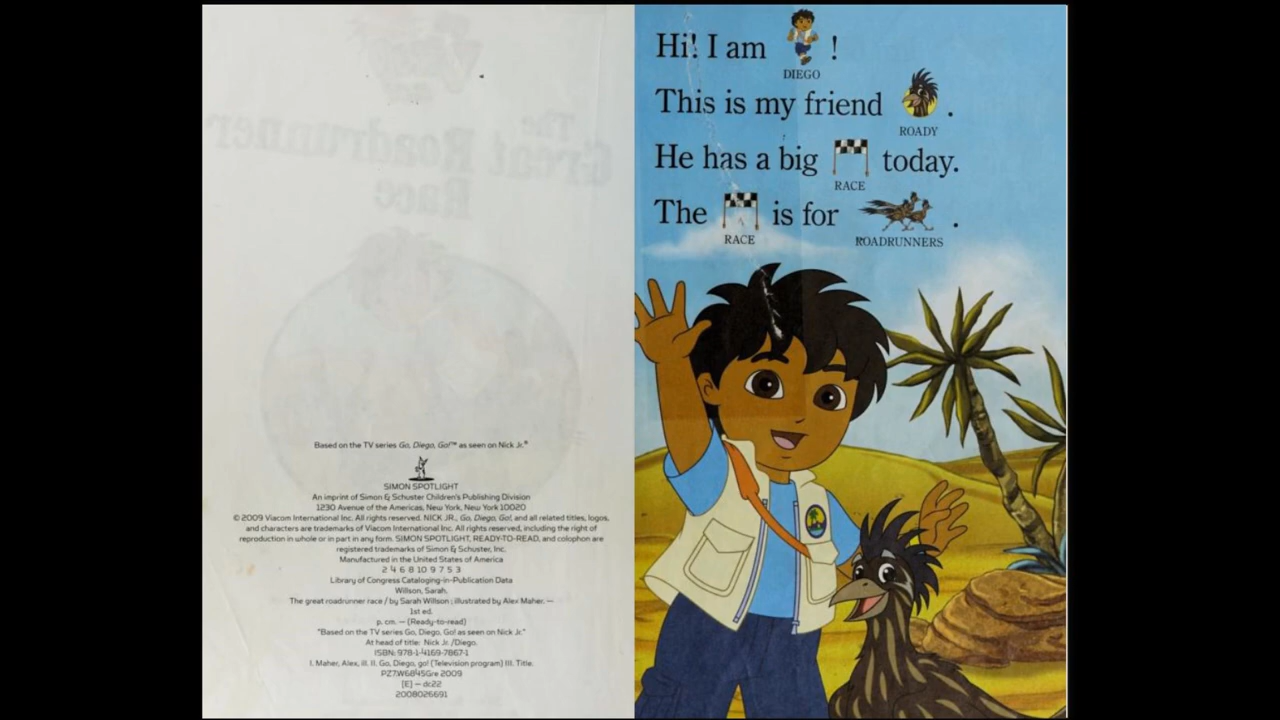 The
Great Roadrunner
Race
Based on the TV series Go, Diego, Go!™ as seen on Nick Jr.®
SIMON SPOTLIGHT
An imprint of Simon & Schuster Children's Publishing Division
1230 Avenue of the Americas, New York, New York 10020
© 2009 Viacom International Inc. All rights reserved. NICK JR., Go, Diego, Go!, and all related titles, logos,
and characters are trademarks of Viacom International Inc. All rights reserved, including the right of
reproduction in whole or in part in any form. SIMON SPOTLIGHT, READY-TO-READ, and colophon are
registered trademarks of Simon & Schuster, Inc.
Manufactured in the United States of America
2 4 6 8 10 9 7 5 3
Library of Congress Cataloging-in-Publication Data
Willson, Sarah.
The great roadrunner race / by Sarah Willson ; illustrated by Alex Maher. —
1st ed.
p. cm. — (Ready-to-read)
"Based on the TV series Go, Diego, Go! as seen on Nick Jr."
At head of title: Nick Jr. /Diego.
ISBN: 978-1-4169-7867-1
I. Maher, Alex, ill. II. Go, Diego, go! (Television program) III. Title.
PZ7.W6845Gre 2009
[E] — dc22
2008026691
Hi! I am !
DIEGO
This is my friend .
ROADY
He has a big today.
RACE
The is for .
RACE ROADRUNNERS